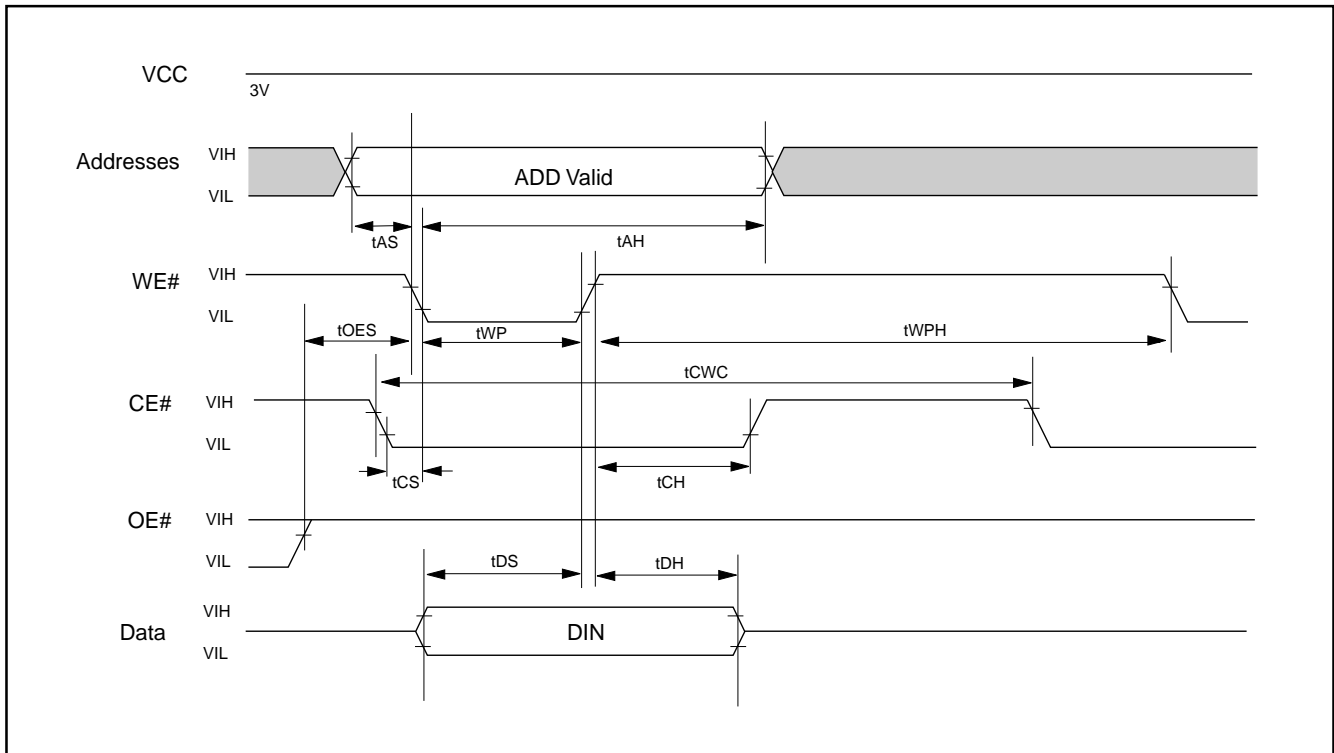 VCC
3V
Addresses
VIH
VIL
ADD Valid
tAS
tAH
WE#
VIH
VIL
tOES
tWP
tWPH
tCWC
CE#
VIH
VIL
tCS
tCH
OE#
VIH
VIL
tDS
tDH
Data
VIH
VIL
DIN